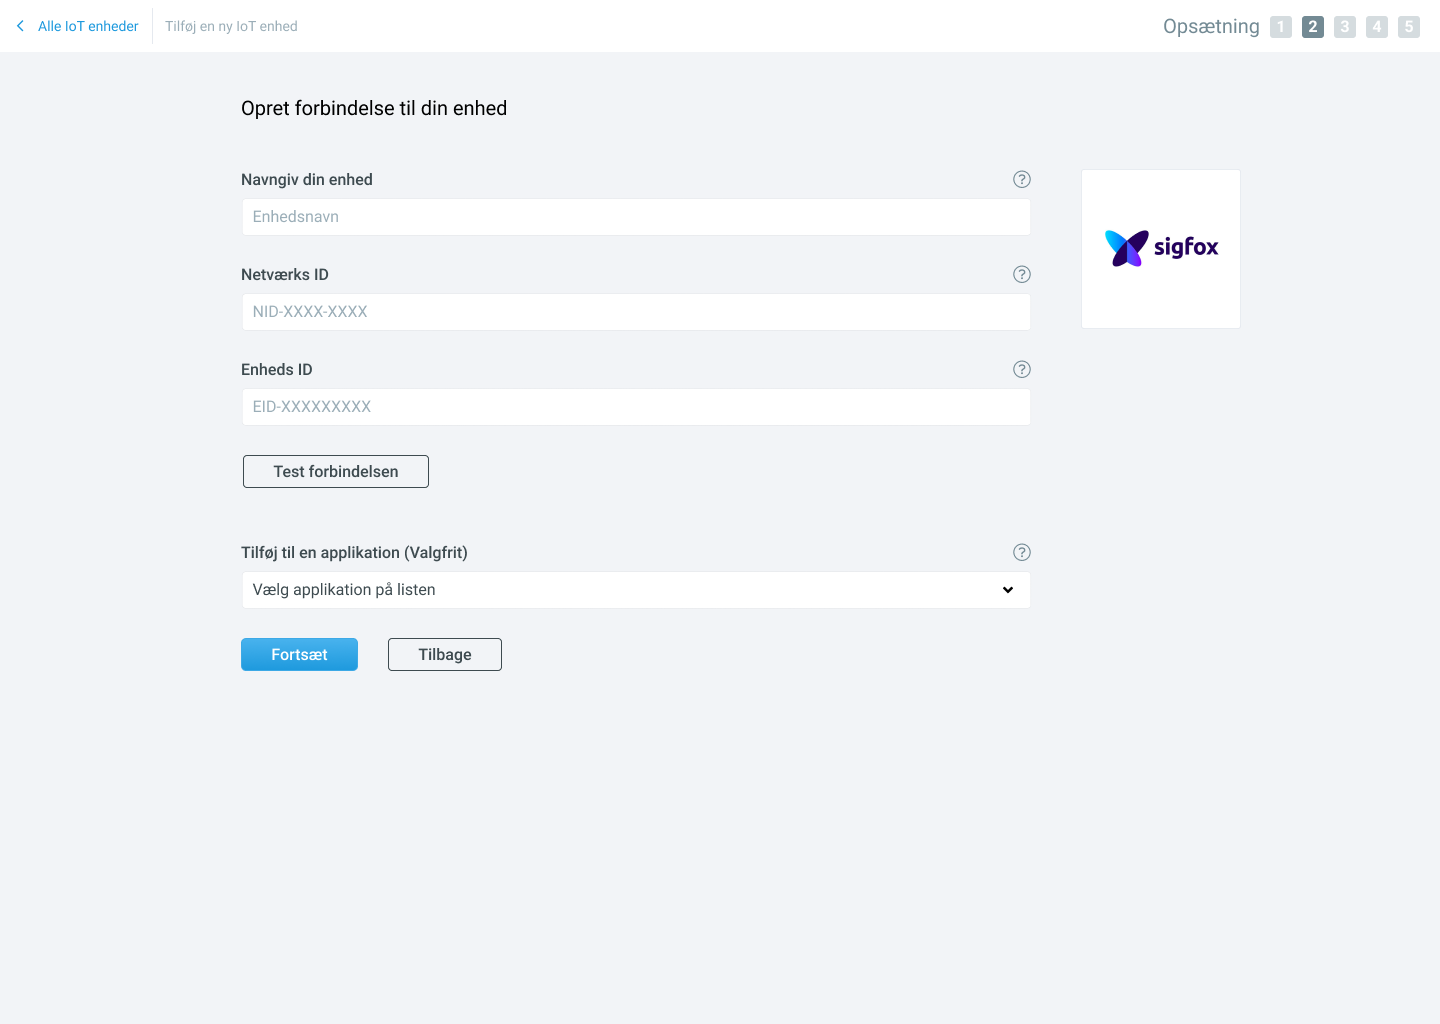 Alle IoT enheder
Tilføj en ny IoT enhed
Opsætning 1 2 3 4 5
Opret forbindelse til din enhed
Navngiv din enhed
?
Enhedsnavn
sigfox
Netværks ID
?
NID-XXXX-XXXX
Enheds ID
?
EID-XXXXXXXXX
Test forbindelsen
Tilføj til en applikation (Valgfrit)
?
Vælg applikation på listen
Fortsæt
Tilbage